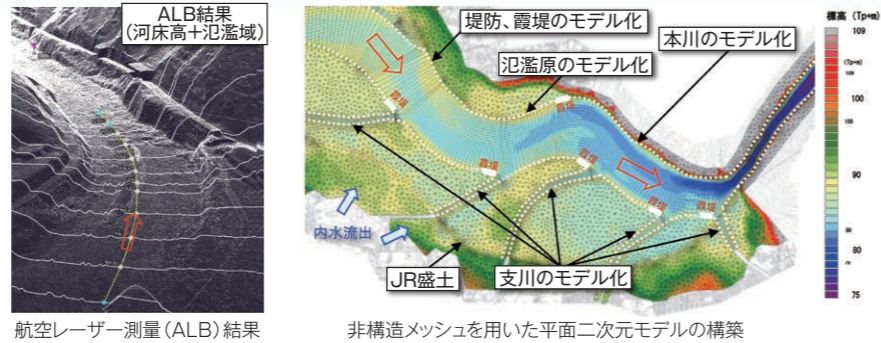 ALB結果
(河床高+氾濫域)
堤防、霞堤のモデル化
氾濫原のモデル化
本川のモデル化
霞堤
霞堤
霞堤
霞堤
霞堤
内水流出
JR盛土
支川のモデル化
標高 (Tp+m)
109
100
90
80
75
航空レーザー測量(ALB)結果
非構造メッシュを用いた平面二次元モデルの構築